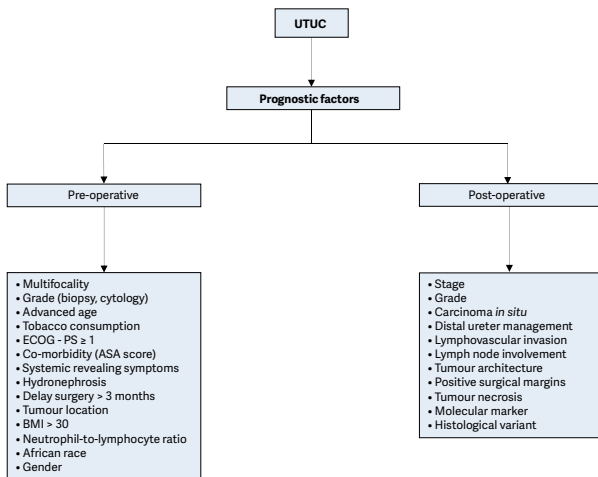 UTUC
Prognostic factors
Pre-operative
Post-operative
• Multifocality
• Grade (biopsy, cytology)
• Advanced age
• Tobacco consumption
• ECOG - PS ≥ 1
• Co-morbidity (ASA score)
• Systemic revealing symptoms
• Hydronephrosis
• Delay surgery > 3 months
• Tumour location
• BMI > 30
• Neutrophil-to-lymphocyte ratio
• African race
• Gender
• Stage
• Grade
• Carcinoma in situ
• Distal ureter management
• Lymphovascular invasion
• Lymph node involvement
• Tumour architecture
• Positive surgical margins
• Tumour necrosis
• Molecular marker
• Histological variant